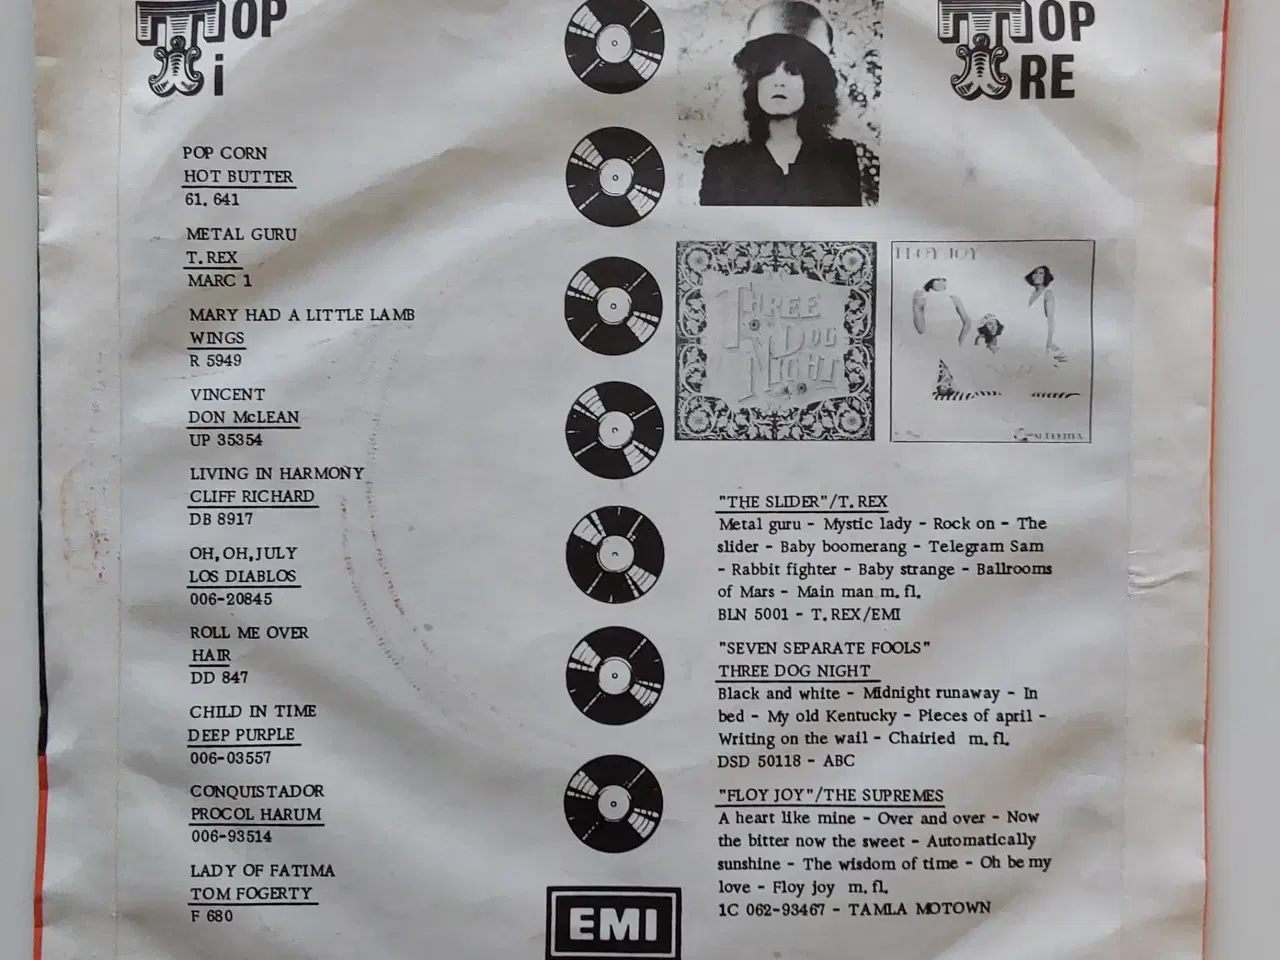 TOP
Ti
POP CORN
HOT BUTTER
61. 641
METAL GURU
T. REX
MARC 1
MARY HAD A LITTLE LAMB
WINGS
R 5949
VINCENT
DON McLEAN
UP 35354
LIVING IN HARMONY
CLIFF RICHARD
DB 8917
OH, OH, JULY
LOS DIABLOS
006-20845
ROLL ME OVER
HAIR
DD 847
CHILD IN TIME
DEEP PURPLE
006-03557
CONQUISTADOR
PROCOL HARUM
006-93514
LADY OF FATIMA
TOM FOGERTY
F 680
EMI
TOP
TRE
THREE
DOG
NIGHT
FLOY JOY
"THE SLIDER"/T. REX
Metal guru - Mystic lady - Rock on - The
slider - Baby boomerang - Telegram Sam
- Rabbit fighter - Baby strange - Ballrooms
of Mars - Main man m. fl.
BLN 5001 - T. REX/EMI
"SEVEN SEPARATE FOOLS"
THREE DOG NIGHT
Black and white - Midnight runaway - In
bed - My old Kentucky - Pieces of april -
Writing on the wail - Chairied m. fl.
DSD 50118 - ABC
"FLOY JOY"/THE SUPREMES
A heart like mine - Over and over - Now
the bitter now the sweet - Automatically
sunshine - The wisdom of time - Oh be my
love - Floy joy m. fl.
1C 062-93467 - TAMLA MOTOWN